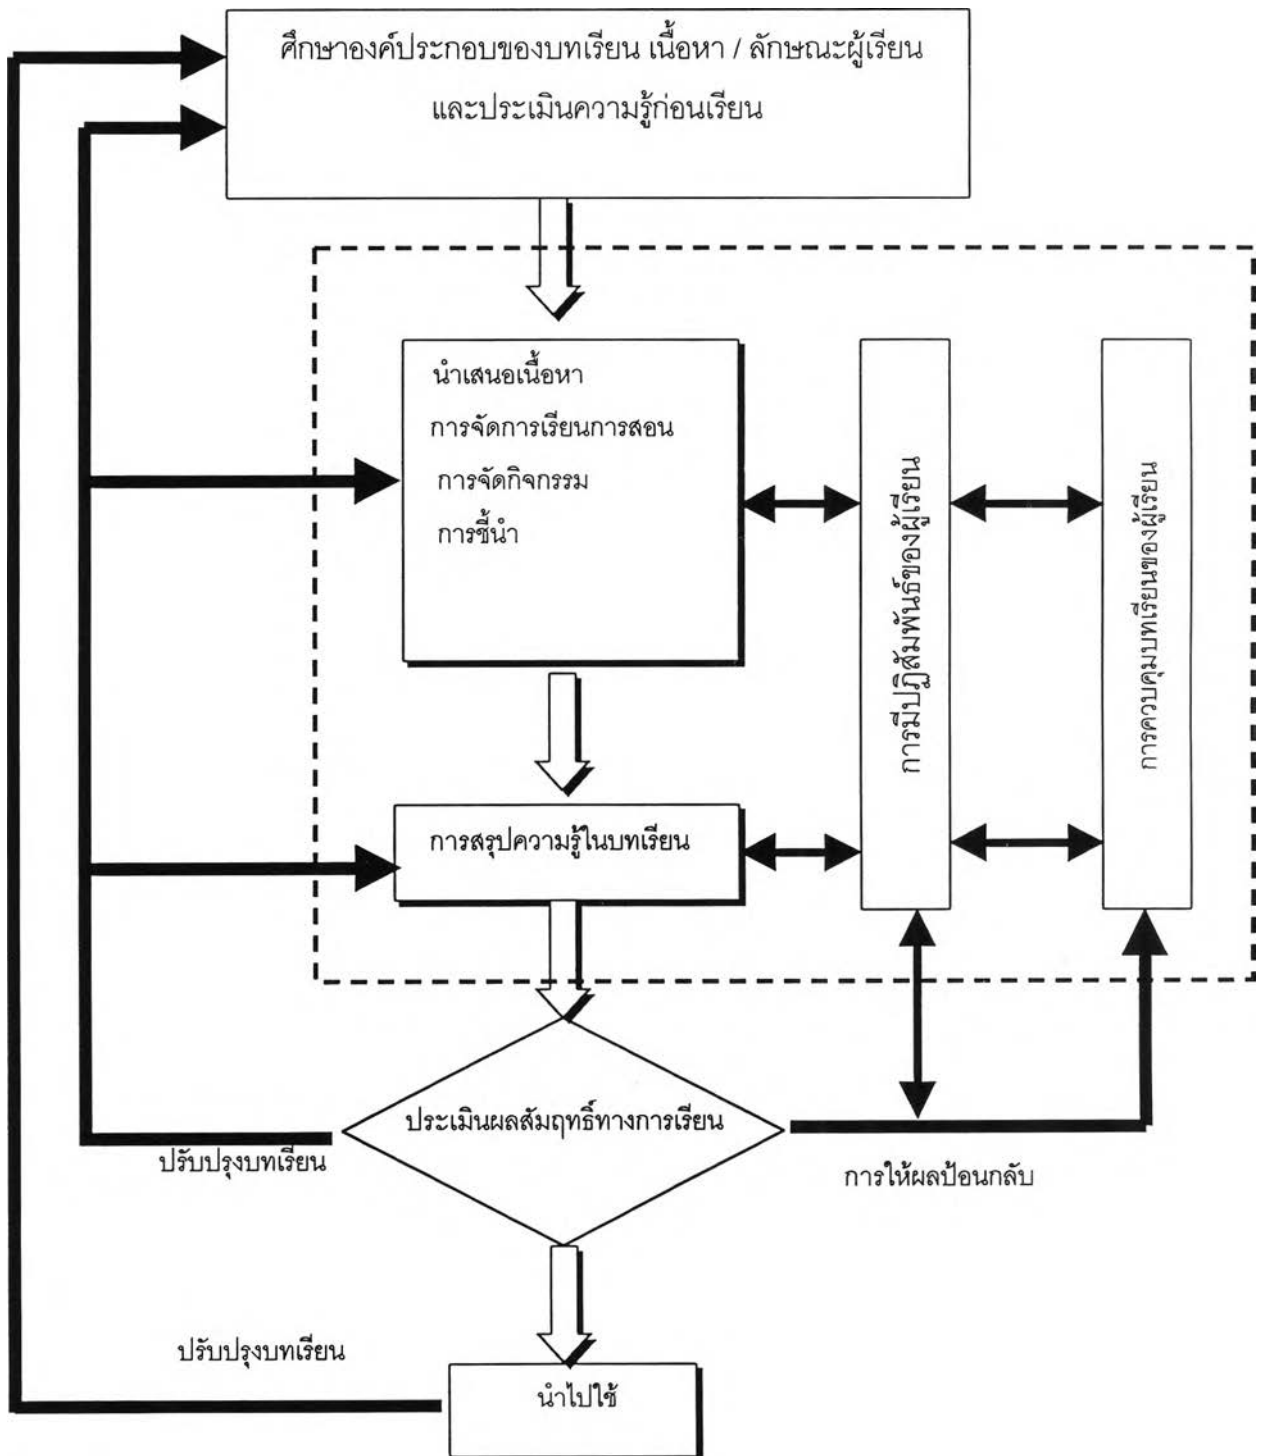 ศึกษาองค์ประกอบของบทเรียน เนื้อหา / ลักษณะผู้เรียน
และประเมินความรู้ก่อนเรียน
นำเสนอเนื้อหา
การจัดการเรียนการสอน
การจัดกิจกรรม
การชี้นำ
การมีปฏิสัมพันธ์ของผู้เรียน
การควบคุมบทเรียนของผู้เรียน
การสรุปความรู้ในบทเรียน
ประเมินผลสัมฤทธิ์ทางการเรียน
ปรับปรุงบทเรียน
การให้ผลป้อนกลับ
ปรับปรุงบทเรียน
นำไปใช้